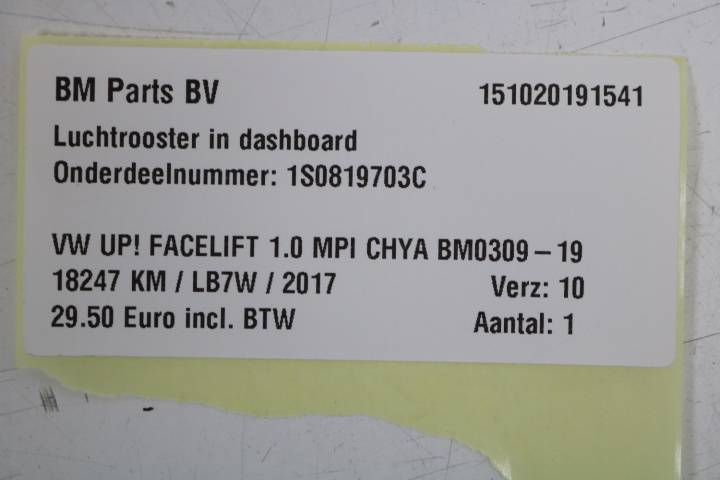 BM Parts BV 151020191541
Luchtrooster in dashboard
Onderdeelnummer: 1S0819703C
VW UP! FACELIFT 1.0 MPI CHYA BM0309 – 19
18247 KM / LB7W / 2017 Verz: 10
29.50 Euro incl. BTW Aantal: 1